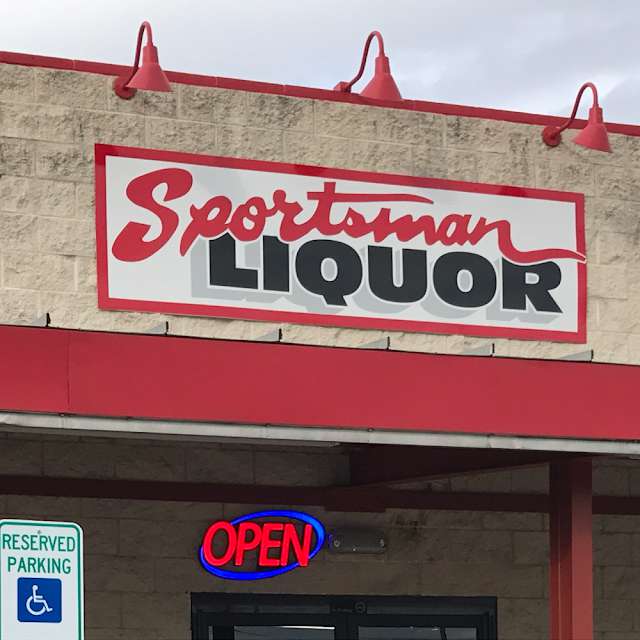 Sportsman
LIQUOR
OPEN
RESERVED
PARKING